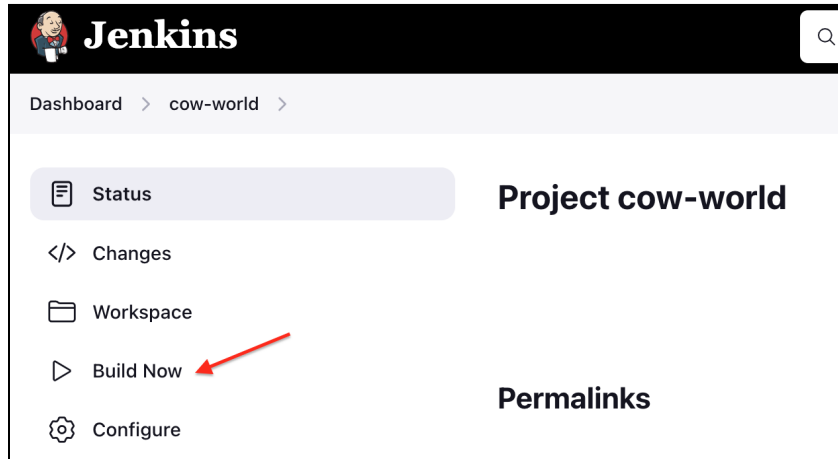 Jenkins
Dashboard > cow-world >
Status
Changes
Workspace
Build Now
Configure
Project cow-world
Permalinks